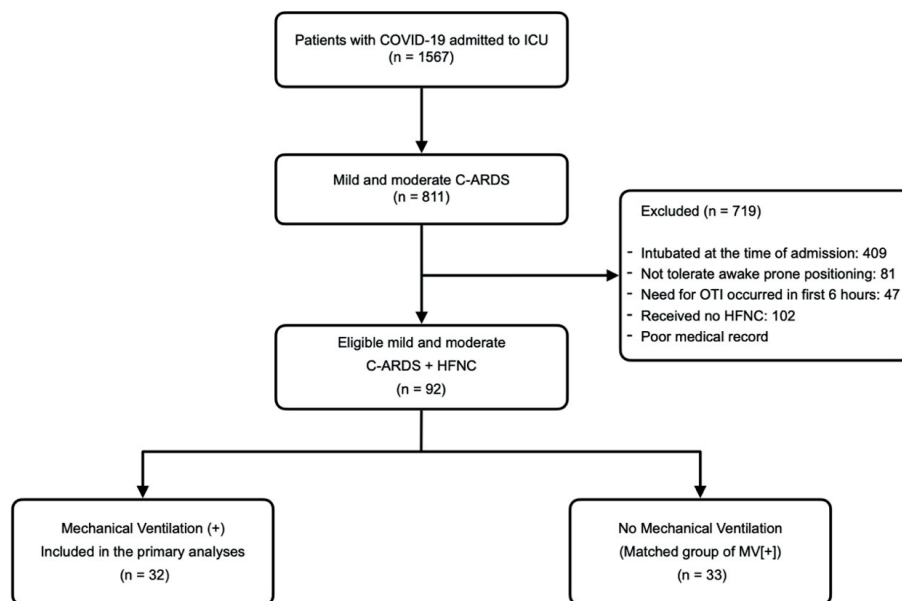 Patients with COVID-19 admitted to ICU
(n = 1567)
Mild and moderate C-ARDS
(n = 811)
Excluded (n = 719)
- Intubated at the time of admission: 409
- Not tolerate awake prone positioning: 81
- Need for OTI occurred in first 6 hours: 47
- Received no HFNC: 102
- Poor medical record
Eligible mild and moderate
C-ARDS + HFNC
(n = 92)
Mechanical Ventilation (+)
Included in the primary analyses
(n = 32)
No Mechanical Ventilation
(Matched group of MV[+])
(n = 33)